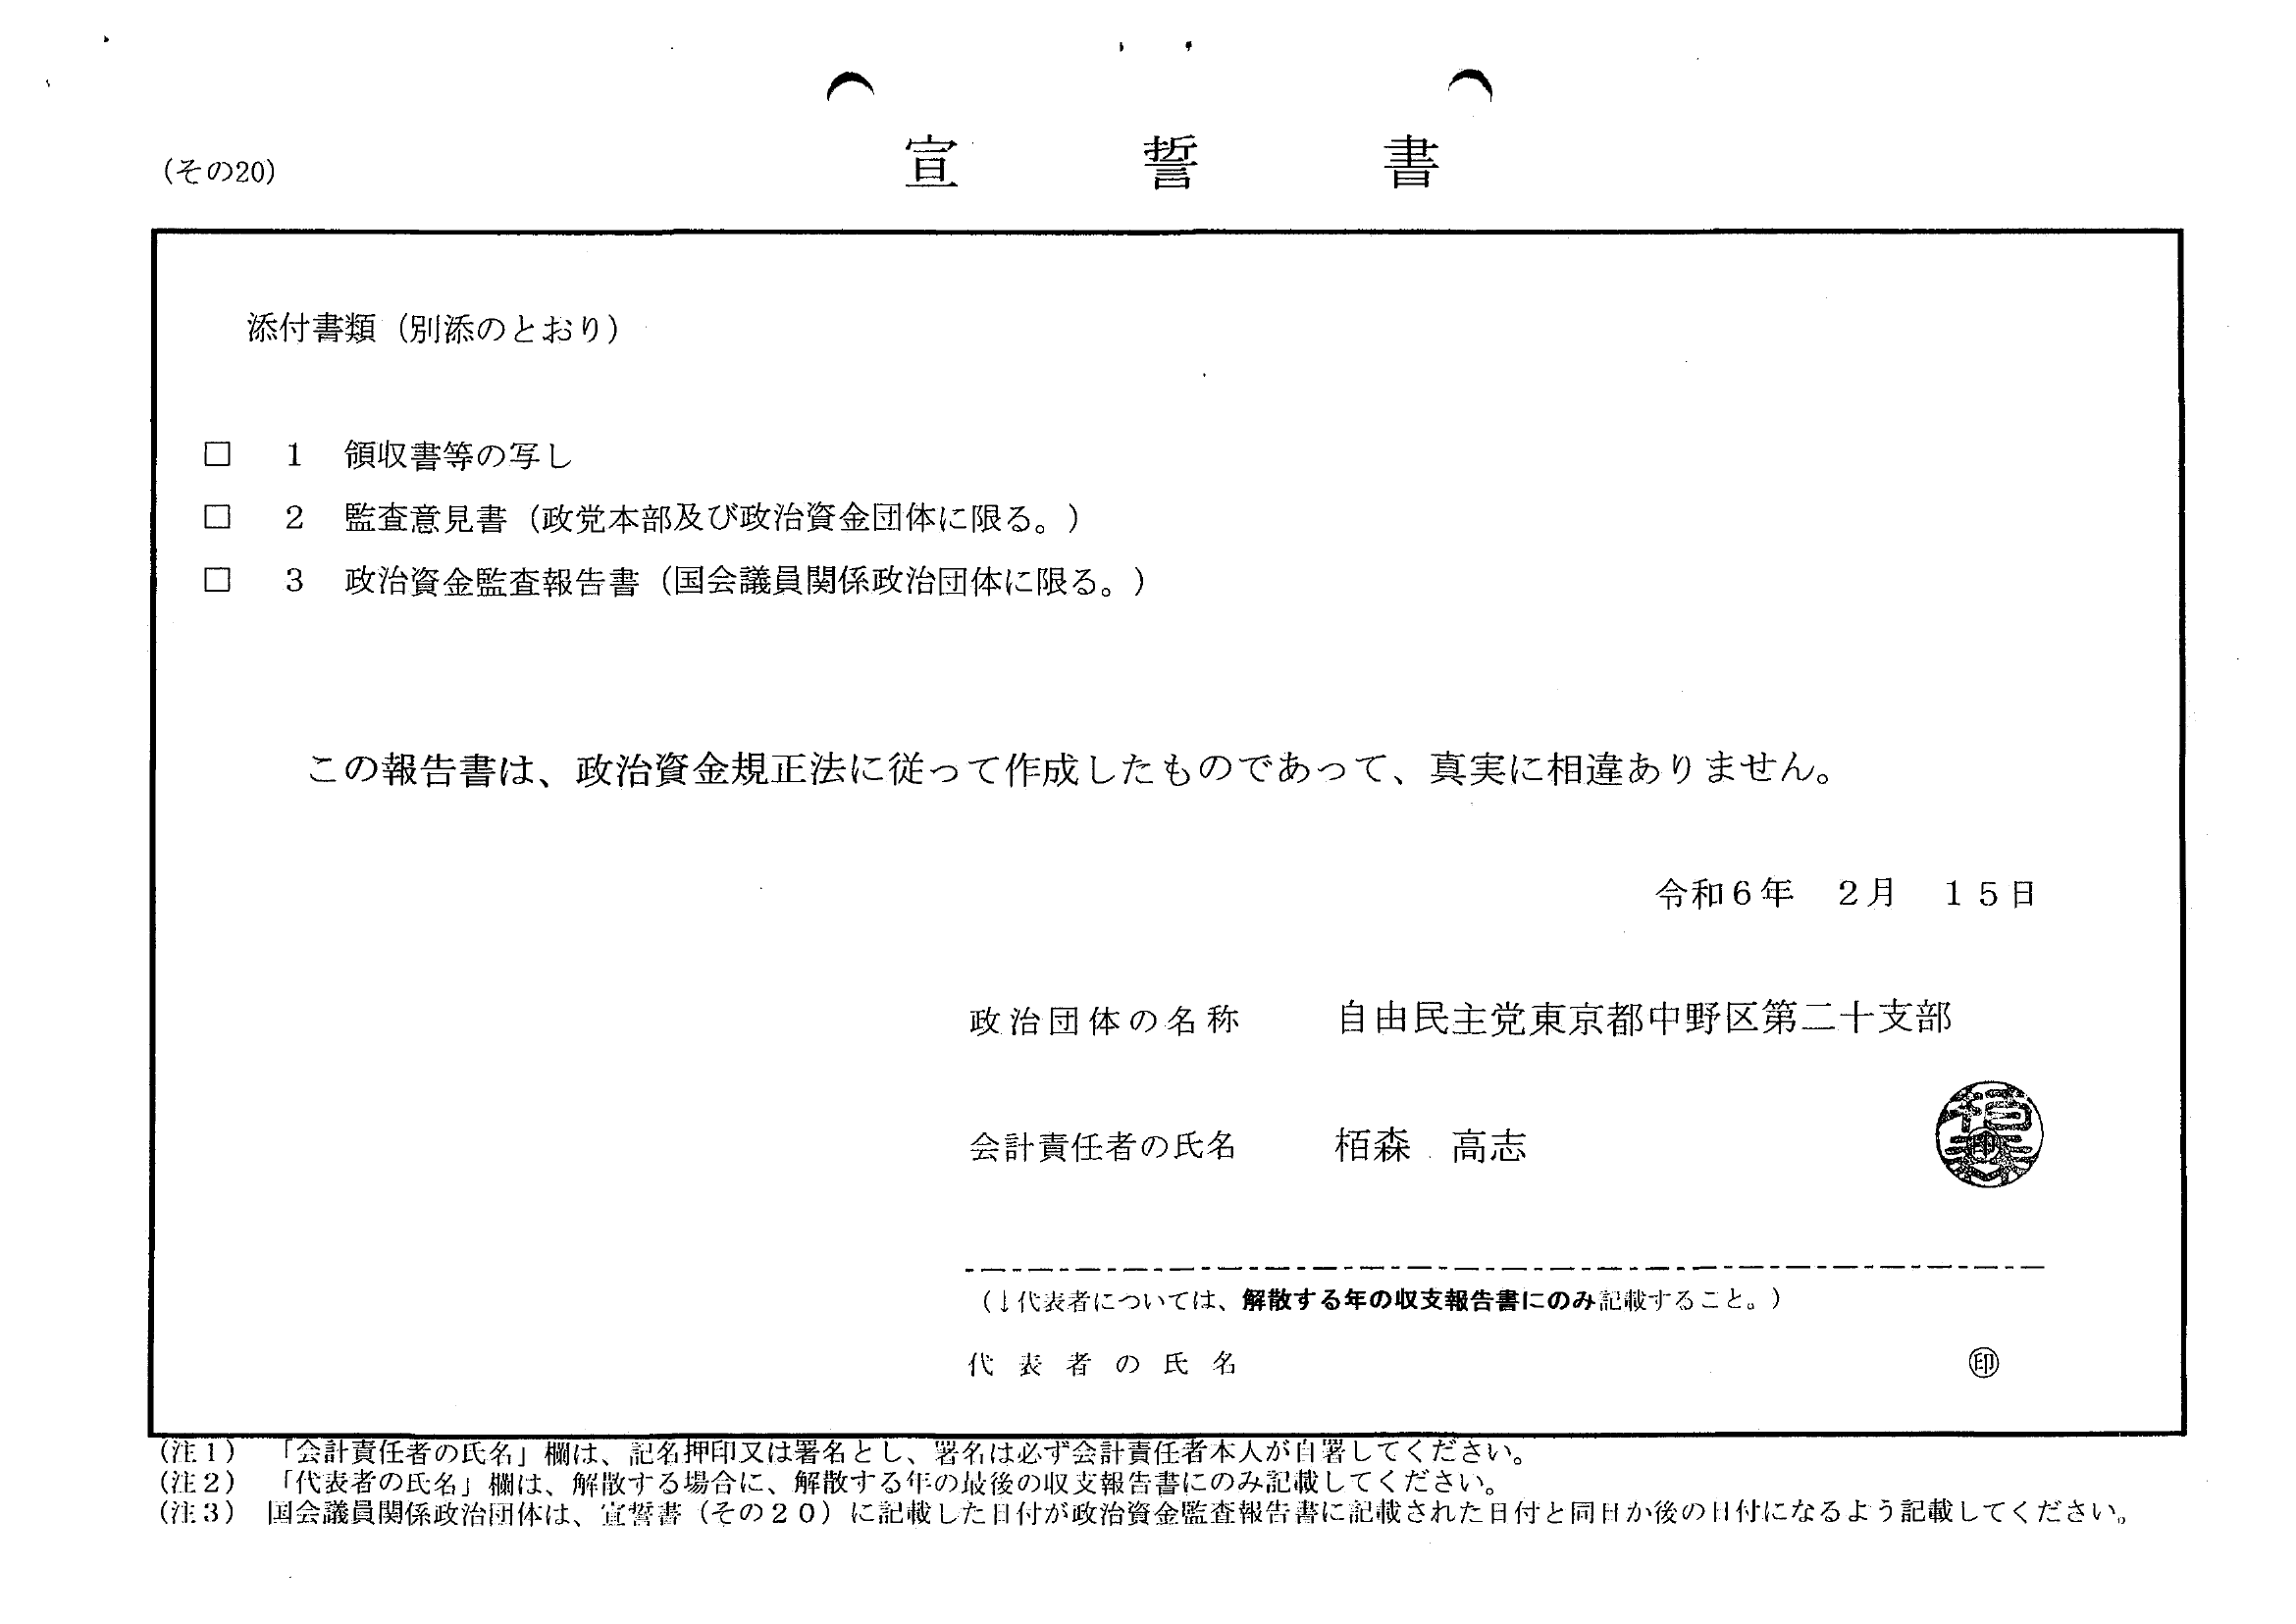 宣誓書
(その20)
添付書類（別添のとおり）
□ 1 領収書等の写し
□ 2 監査意見書（政党本部及び政治資金団体に限る。）
□ 3 政治資金監査報告書（国会議員関係政治団体に限る。）
この報告書は、政治資金規正法に従って作成したものであって、真実に相違ありません。
令和６年　２月　１５日
政治団体の名称　自由民主党東京都中野区第二十支部
会計責任者の氏名　栢森　高志
印
（↓代表者については、解散する年の収支報告書にのみ記載すること。）
代表者の氏名　㊞
（注１）「会計責任者の氏名」欄は、記名押印又は署名とし、署名は必ず会計責任者本人が自署してください。
（注２）「代表者の氏名」欄は、解散する場合に、解散する年の最後の収支報告書にのみ記載してください。
（注３）国会議員関係政治団体は、宣誓書（その２０）に記載した日付が政治資金監査報告書に記載された日付と同日か後の日付になるよう記載してください。